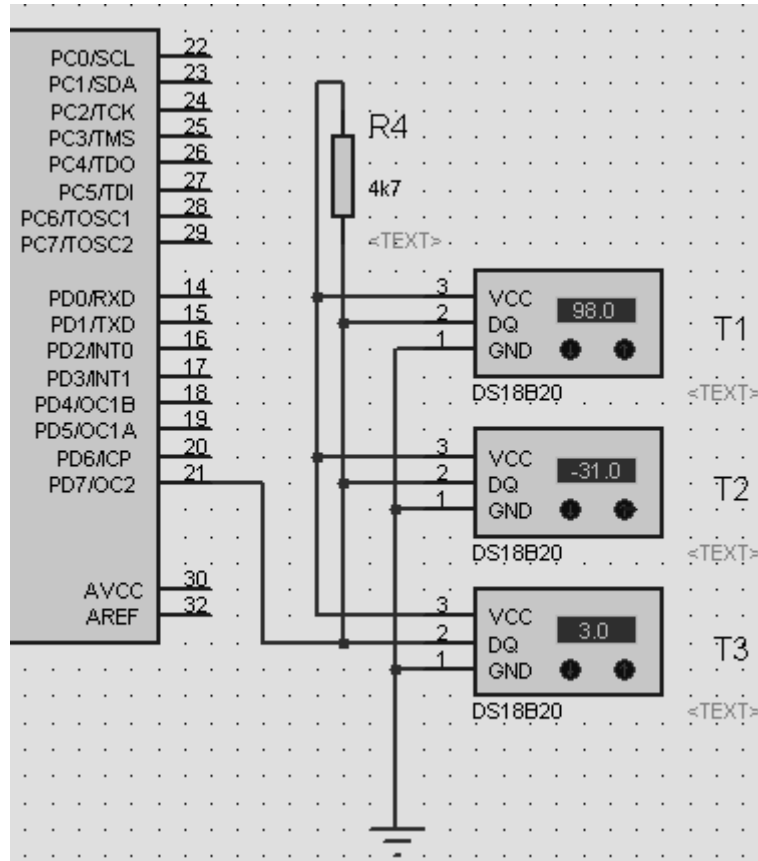 PC0/SCL 22
PC1/SDA 23
PC2/TCK 24
PC3/TMS 25
PC4/TDO 26
PC5/TDI 27
PC6/TOSC1 28
PC7/TOSC2 29
PD0/RXD 14
PD1/TXD 15
PD2/INT0 16
PD3/INT1 17
PD4/OC1B 18
PD5/OC1A 19
PD6/ICP 20
PD7/OC2 21
AVCC 30
AREF 32
R4
4k7
<TEXT>
3 VCC 98.0
2 DQ
1 GND
T1
DS18B20 <TEXT>
3 VCC -31.0
2 DQ
1 GND
T2
DS18B20 <TEXT>
3 VCC 3.0
2 DQ
1 GND
T3
DS18B20 <TEXT>